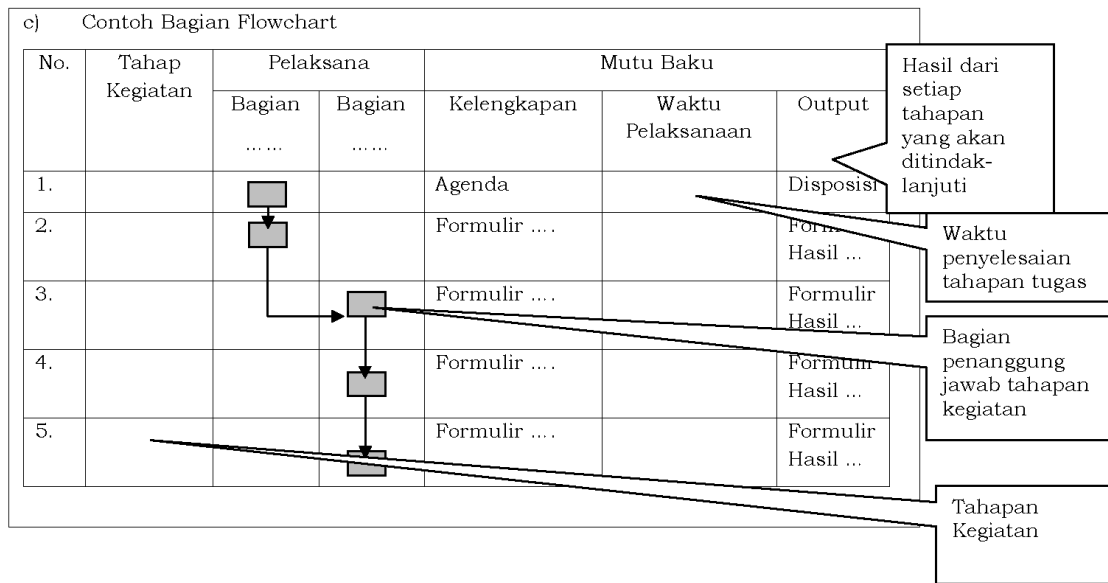 c) Contoh Bagian Flowchart
No. Tahap Kegiatan Pelaksana Mutu Baku
Bagian …… Bagian …… Kelengkapan Waktu Pelaksanaan Output
1. Agenda Disposisi
2. Formulir .... Formulir
Hasil ...
3. Formulir .... Formulir
Hasil ...
4. Formulir .... Formulir
Hasil ...
5. Formulir .... Formulir
Hasil ...
Hasil dari
setiap
tahapan
yang akan
ditindak-
lanjuti
Waktu
penyelesaian
tahapan tugas
Bagian
penanggung
jawab tahapan
kegiatan
Tahapan
Kegiatan